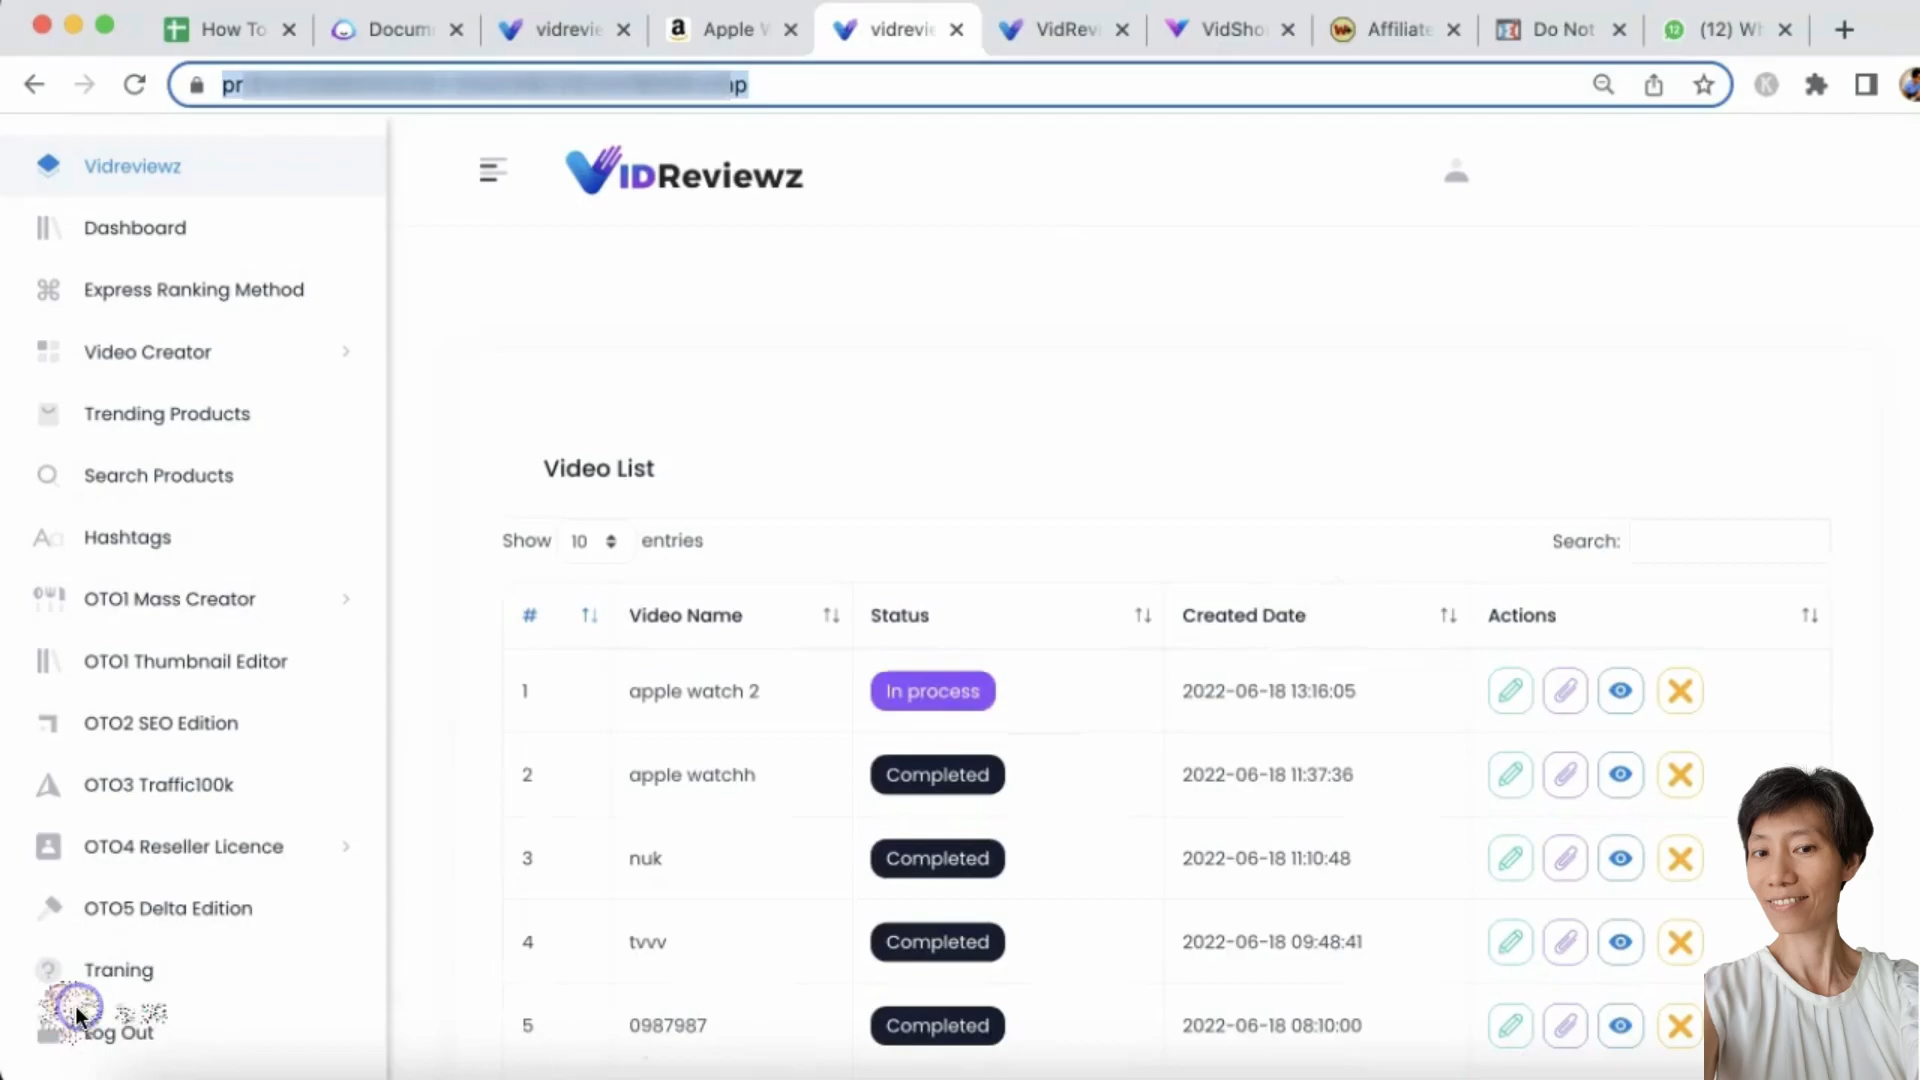 How To
Docum
vidrevie
Apple W
vidrevie
VidRev
VidSho
Affiliate
Do Not
(12) Wh
pr
np
Vidreviewz
Dashboard
Express Ranking Method
Video Creator
Trending Products
Search Products
Hashtags
OTO1 Mass Creator
OTO1 Thumbnail Editor
OTO2 SEO Edition
OTO3 Traffic100k
OTO4 Reseller Licence
OTO5 Delta Edition
Traning
Log Out
VIDReviewz
Video List
Show 10 entries
Search:
# Video Name Status Created Date Actions
1 apple watch 2 In process 2022-06-18 13:16:05
2 apple watchh Completed 2022-06-18 11:37:36
3 nuk Completed 2022-06-18 11:10:48
4 tvvv Completed 2022-06-18 09:48:41
5 0987987 Completed 2022-06-18 08:10:00